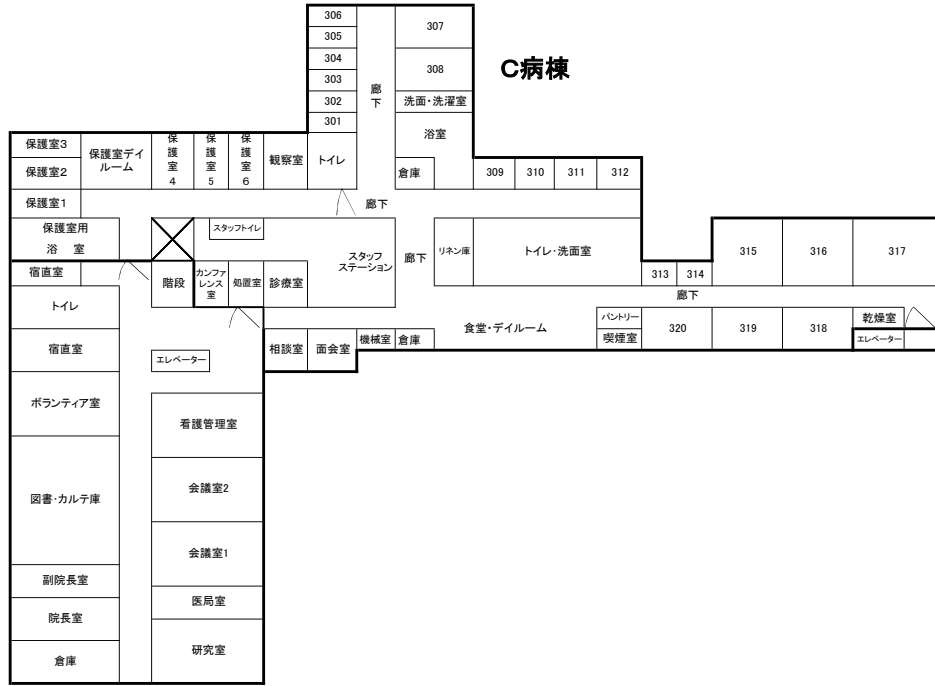 C病棟
306
305
304
303
302
301
廊
下
307
308
洗面・洗濯室
浴室
倉庫
保護室3
保護室2
保護室1
保護室デイ
ルーム
保
護
室
4
保
護
室
5
保
護
室
6
観察室
トイレ
309
310
311
312
廊下
保護室用
浴 室
スタッフトイレ
スタッフ
ステーション
廊下
リネン庫
トイレ・洗面室
313
314
315
316
317
宿直室
階段
カンファ
レンス
室
処置室
診療室
廊下
トイレ
宿直室
エレベーター
相談室
面会室
機械室
倉庫
食堂・デイルーム
パントリー
喫煙室
320
319
318
乾燥室
エレベーター
ボランティア室
看護管理室
図書・カルテ庫
会議室2
会議室1
副院長室
医局室
院長室
研究室
倉庫